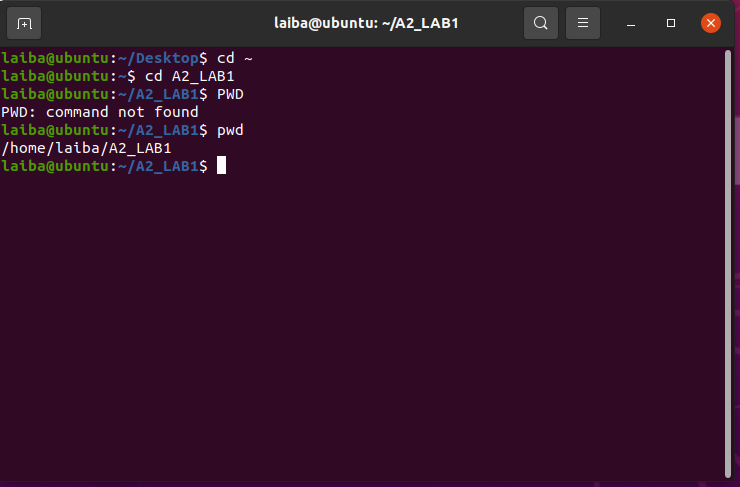 laiba@ubuntu: ~/A2_LAB1
laiba@ubuntu:~/Desktop$ cd ~
laiba@ubuntu:~$ cd A2_LAB1
laiba@ubuntu:~/A2_LAB1$ PWD
PWD: command not found
laiba@ubuntu:~/A2_LAB1$ pwd
/home/laiba/A2_LAB1
laiba@ubuntu:~/A2_LAB1$